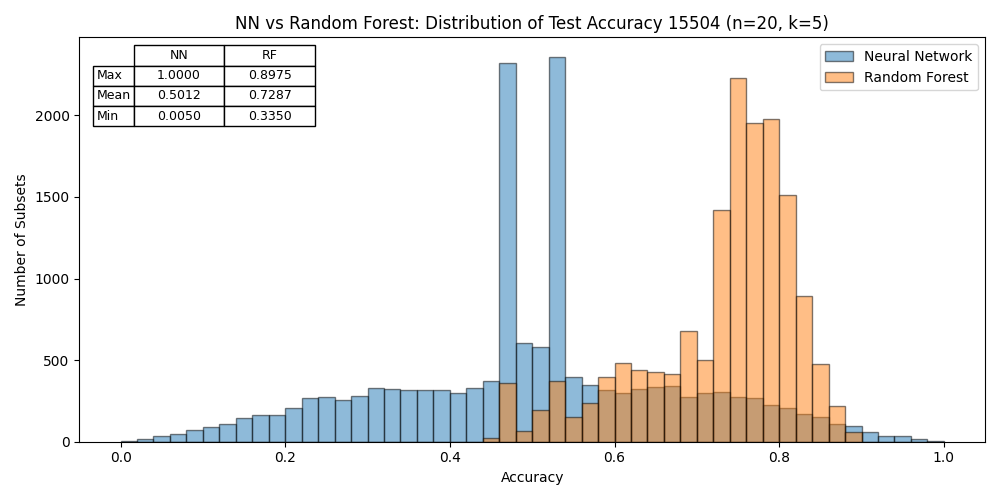 NN vs Random Forest: Distribution of Test Accuracy 15504 (n=20, k=5)
NN RF
Max 1.0000 0.8975
Mean 0.5012 0.7287
Min 0.0050 0.3350
Neural Network
Random Forest
Number of Subsets
2000
1500
1000
500
0
0.0 0.2 0.4 0.6 0.8 1.0
Accuracy